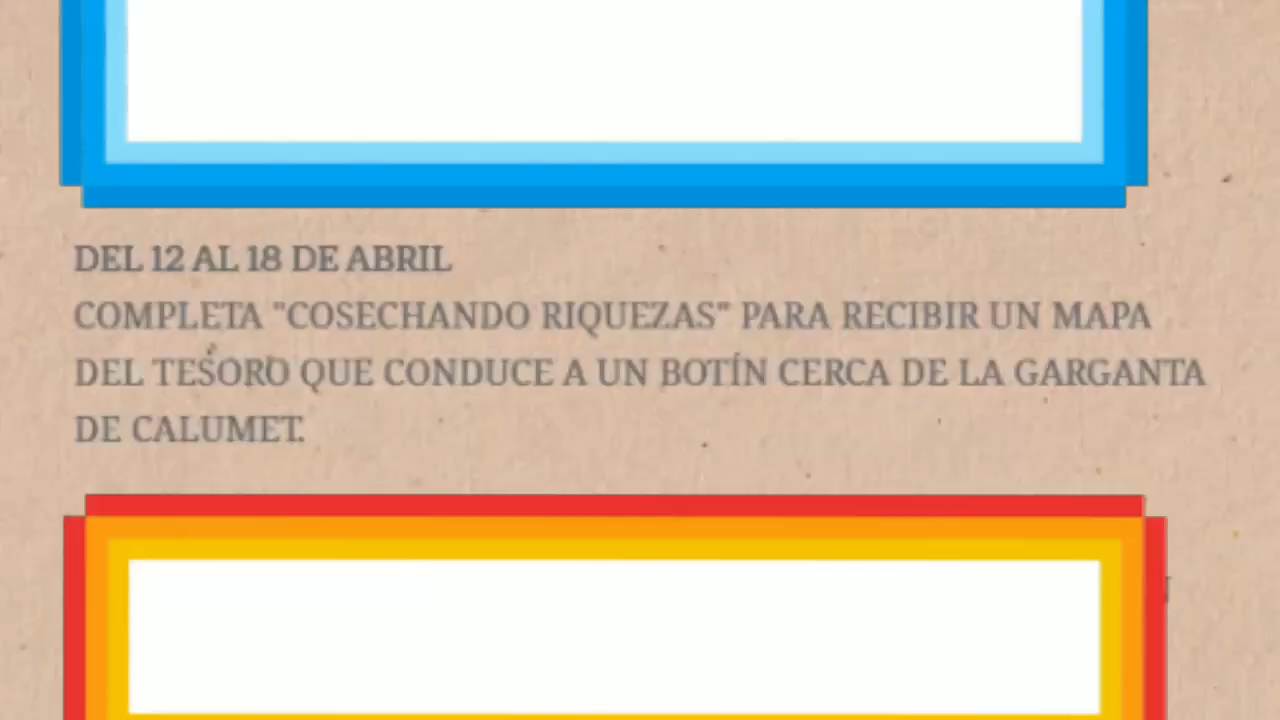 DEL 12 AL 18 DE ABRIL
COMPLETA "COSECHANDO RIQUEZAS" PARA RECIBIR UN MAPA
DEL TESORO QUE CONDUCE A UN BOTÍN CERCA DE LA GARGANTA
DE CALUMET.